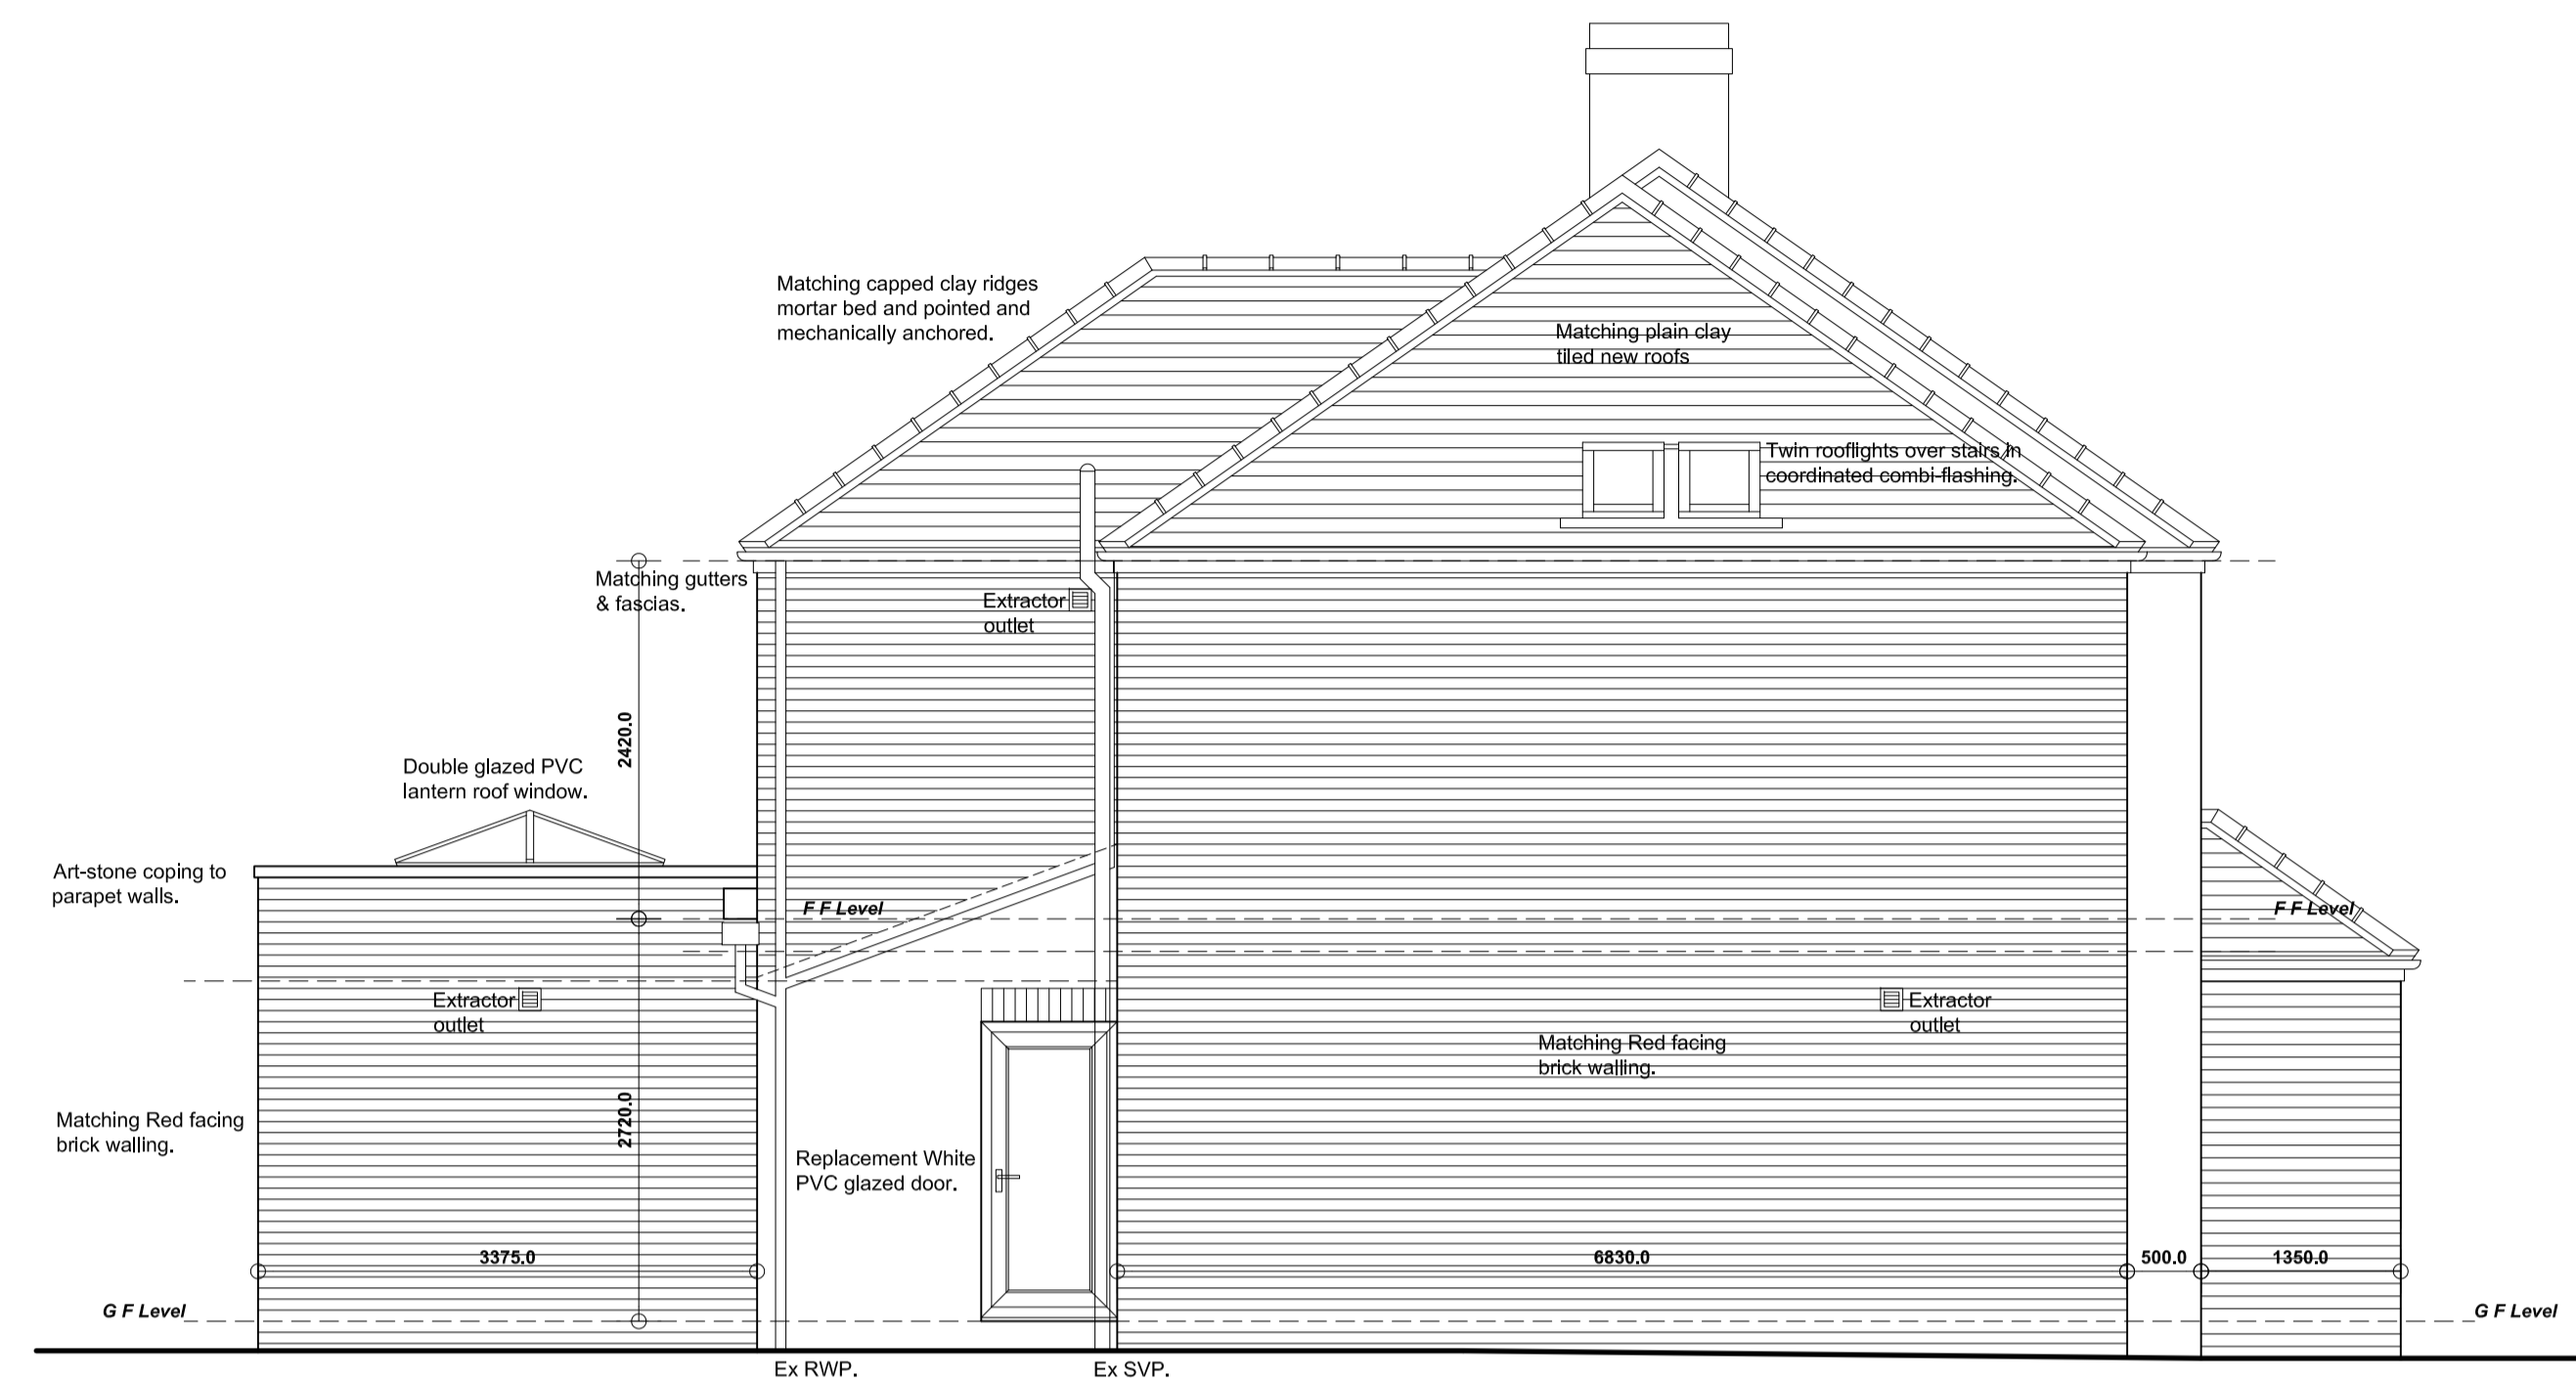 Matching capped clay ridges
mortar bed and pointed and
mechanically anchored.
Matching plain clay
tiled new roofs
Twin rooflights over stairs in
coordinated combi-flashing.
Matching gutters
& fascias.
Extractor
outlet
2420.0
Double glazed PVC
lantern roof window.
Art-stone coping to
parapet walls.
F F Level
F F Level
Extractor
outlet
Extractor
outlet
Matching Red facing
brick walling.
Matching Red facing
brick walling.
2720.0
Replacement White
PVC glazed door.
3375.0
6830.0
500.0
1350.0
G F Level
G F Level
Ex RWP.
Ex SVP.